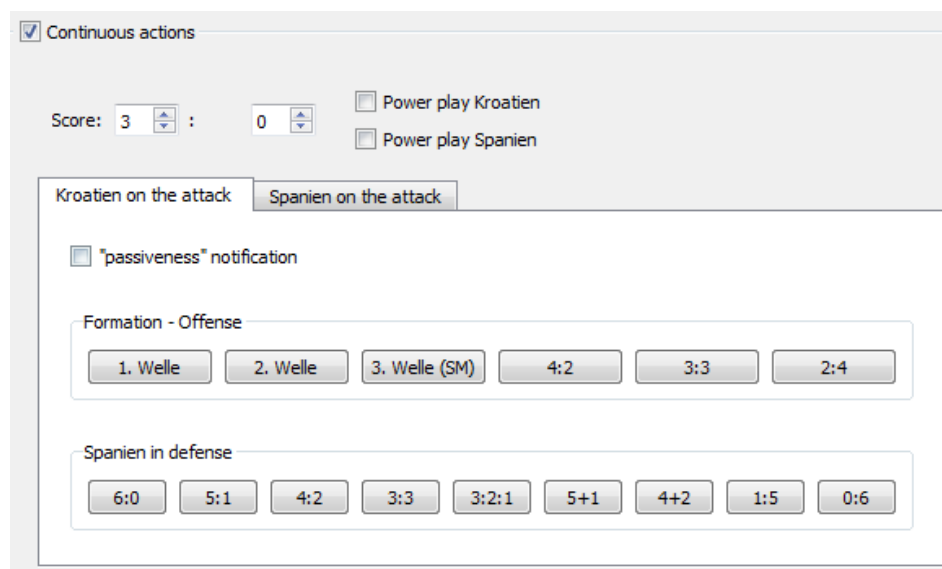 Continuous actions
Score: 3 : 0
Power play Kroatien
Power play Spanien
Kroatien on the attack Spanien on the attack
"passiveness" notification
Formation - Offense
1. Welle 2. Welle 3. Welle (SM) 4:2 3:3 2:4
Spanien in defense
6:0 5:1 4:2 3:3 3:2:1 5+1 4+2 1:5 0:6